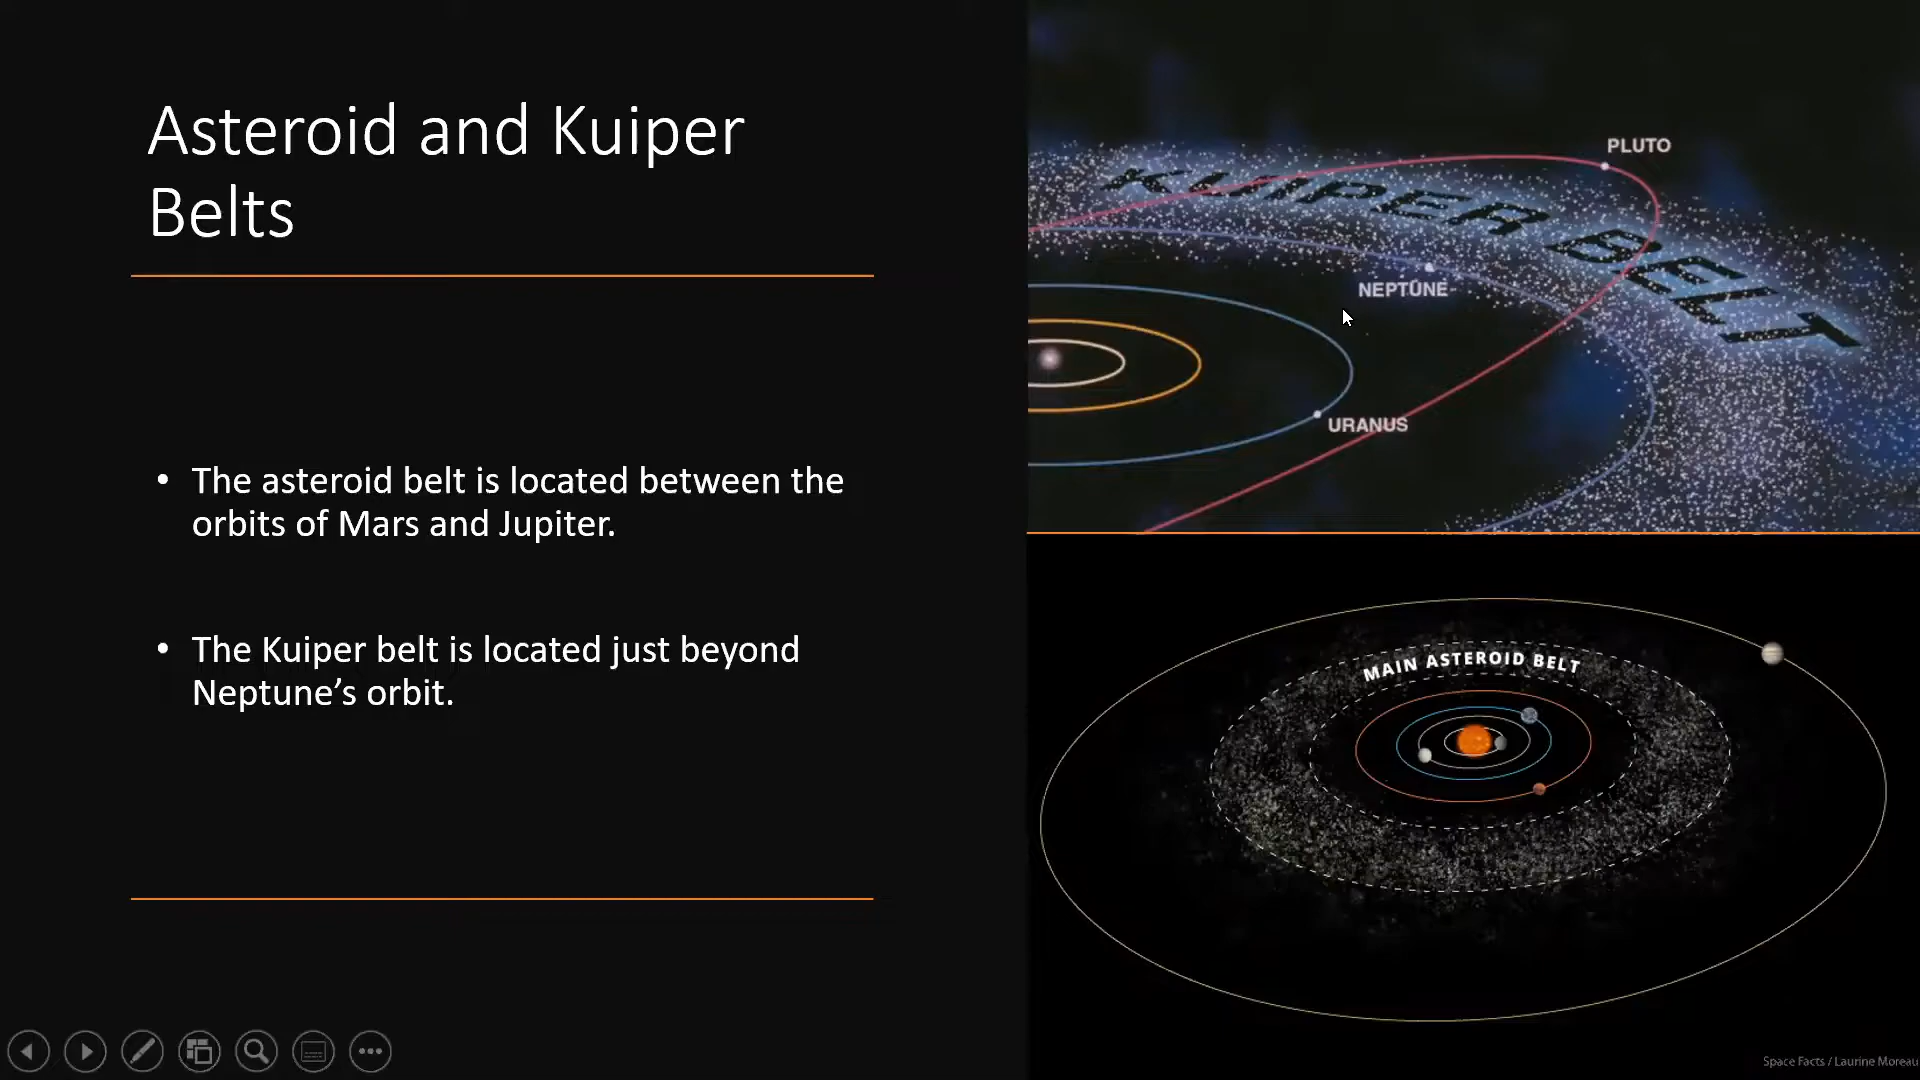 Asteroid and Kuiper
Belts
• The asteroid belt is located between the
orbits of Mars and Jupiter.
• The Kuiper belt is located just beyond
Neptune’s orbit.
PLUTO
KUIPER BELT
NEPTUNE
URANUS
MAIN ASTEROID BELT
Space Facts / Laurine Moreau